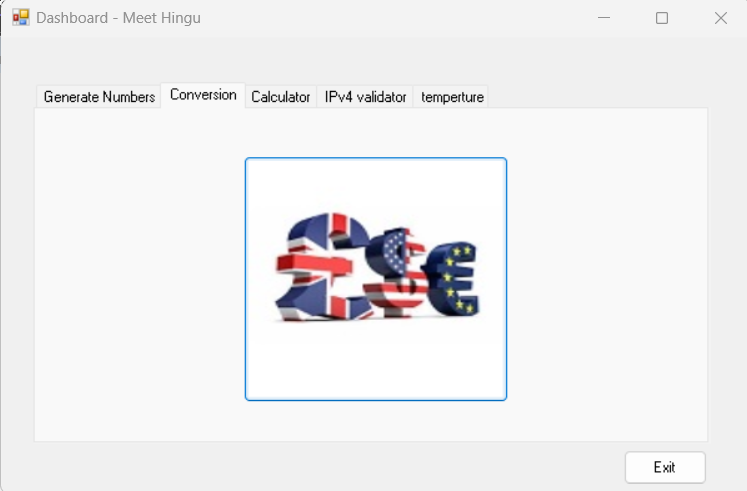 Dashboard - Meet Hingu
Generate Numbers Conversion Calculator IPv4 validator temperture
£$€
Exit